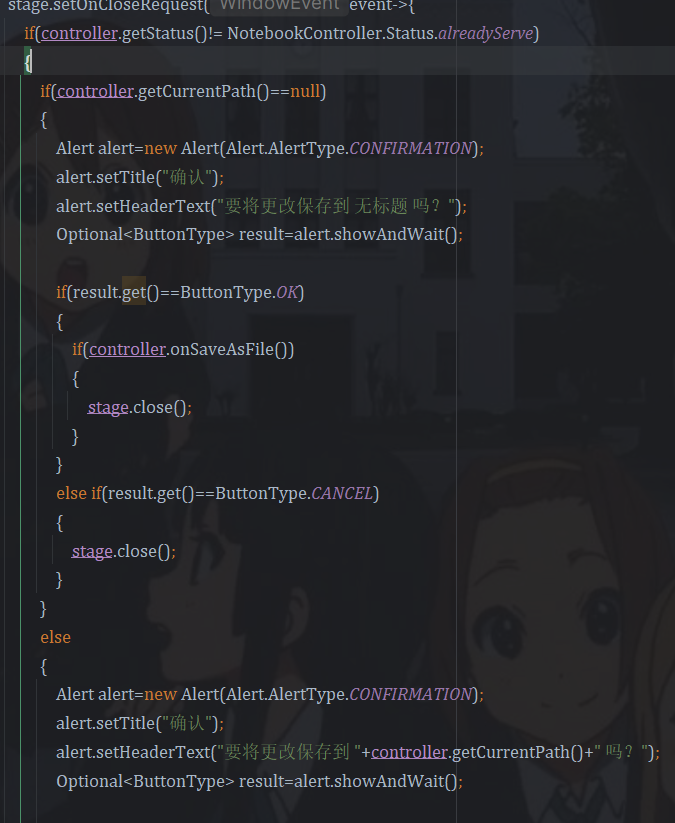 stage.setOnCloseRequest( WindowEvent event->{
if(controller.getStatus()!= NotebookController.Status.alreadyServe)
{
if(controller.getCurrentPath()==null)
{
Alert alert=new Alert(Alert.AlertType.CONFIRMATION);
alert.setTitle("确认");
alert.setHeaderText("要将更改保存到 无标题 吗？");
Optional<ButtonType> result=alert.showAndWait();
if(result.get()==ButtonType.OK)
{
if(controller.onSaveAsFile())
{
stage.close();
}
}
else if(result.get()==ButtonType.CANCEL)
{
stage.close();
}
}
else
{
Alert alert=new Alert(Alert.AlertType.CONFIRMATION);
alert.setTitle("确认");
alert.setHeaderText("要将更改保存到 "+controller.getCurrentPath()+" 吗？");
Optional<ButtonType> result=alert.showAndWait();